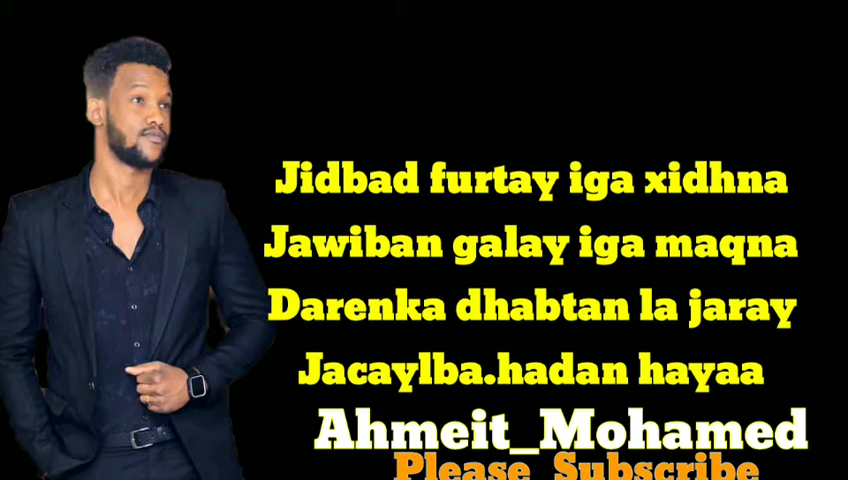 Jidbad furtay iga xidhna
Jawiban galay iga maqna
Darenka dhabtan la jaray
Jacaylba.hadan hayaa
Ahmeit_Mohamed
Please Subscribe